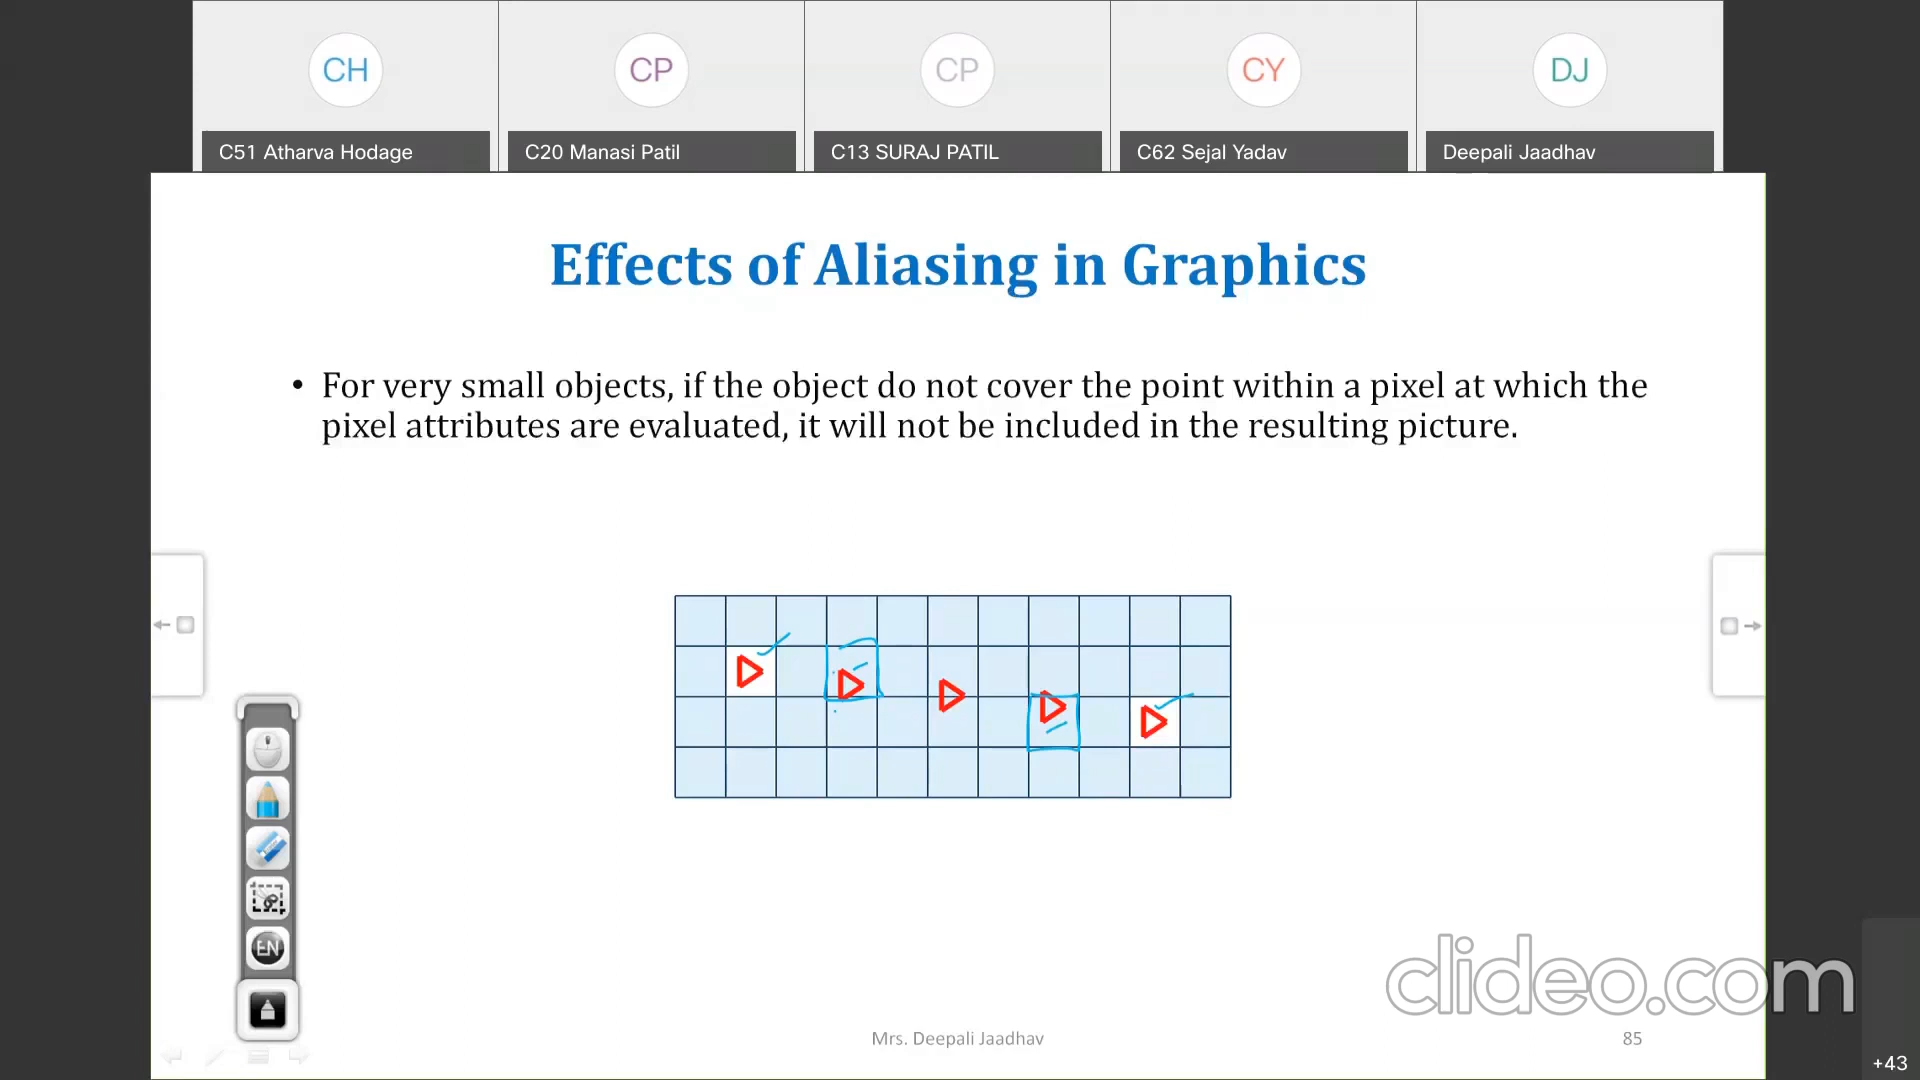 CH
CP
CP
CY
DJ
C51 Atharva Hodage
C20 Manasi Patil
C13 SURAJ PATIL
C62 Sejal Yadav
Deepali Jaadhav
Effects of Aliasing in Graphics
• For very small objects, if the object do not cover the point within a pixel at which the
pixel attributes are evaluated, it will not be included in the resulting picture.
EN
clideo.com
Mrs. Deepali Jaadhav
85
+43